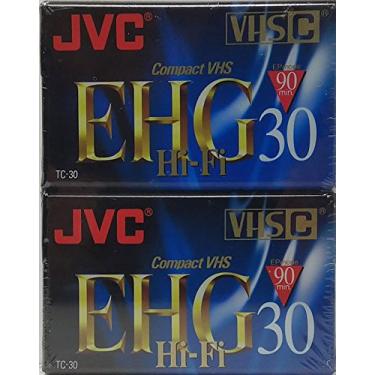 JVC® VHS C®
Compact VHS
EP mode
90
min.
EHG 30
Hi-Fi
TC-30
JVC® VHS C®
Compact VHS
EP mode
90
min.
EHG 30
Hi-Fi
TC-30